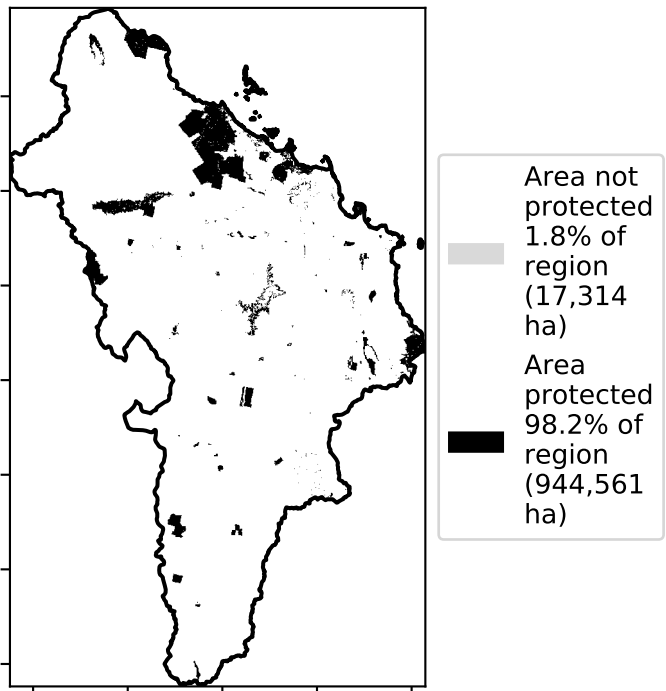 Area not
protected
1.8% of
region
(17,314
ha)
Area
protected
98.2% of
region
(944,561
ha)